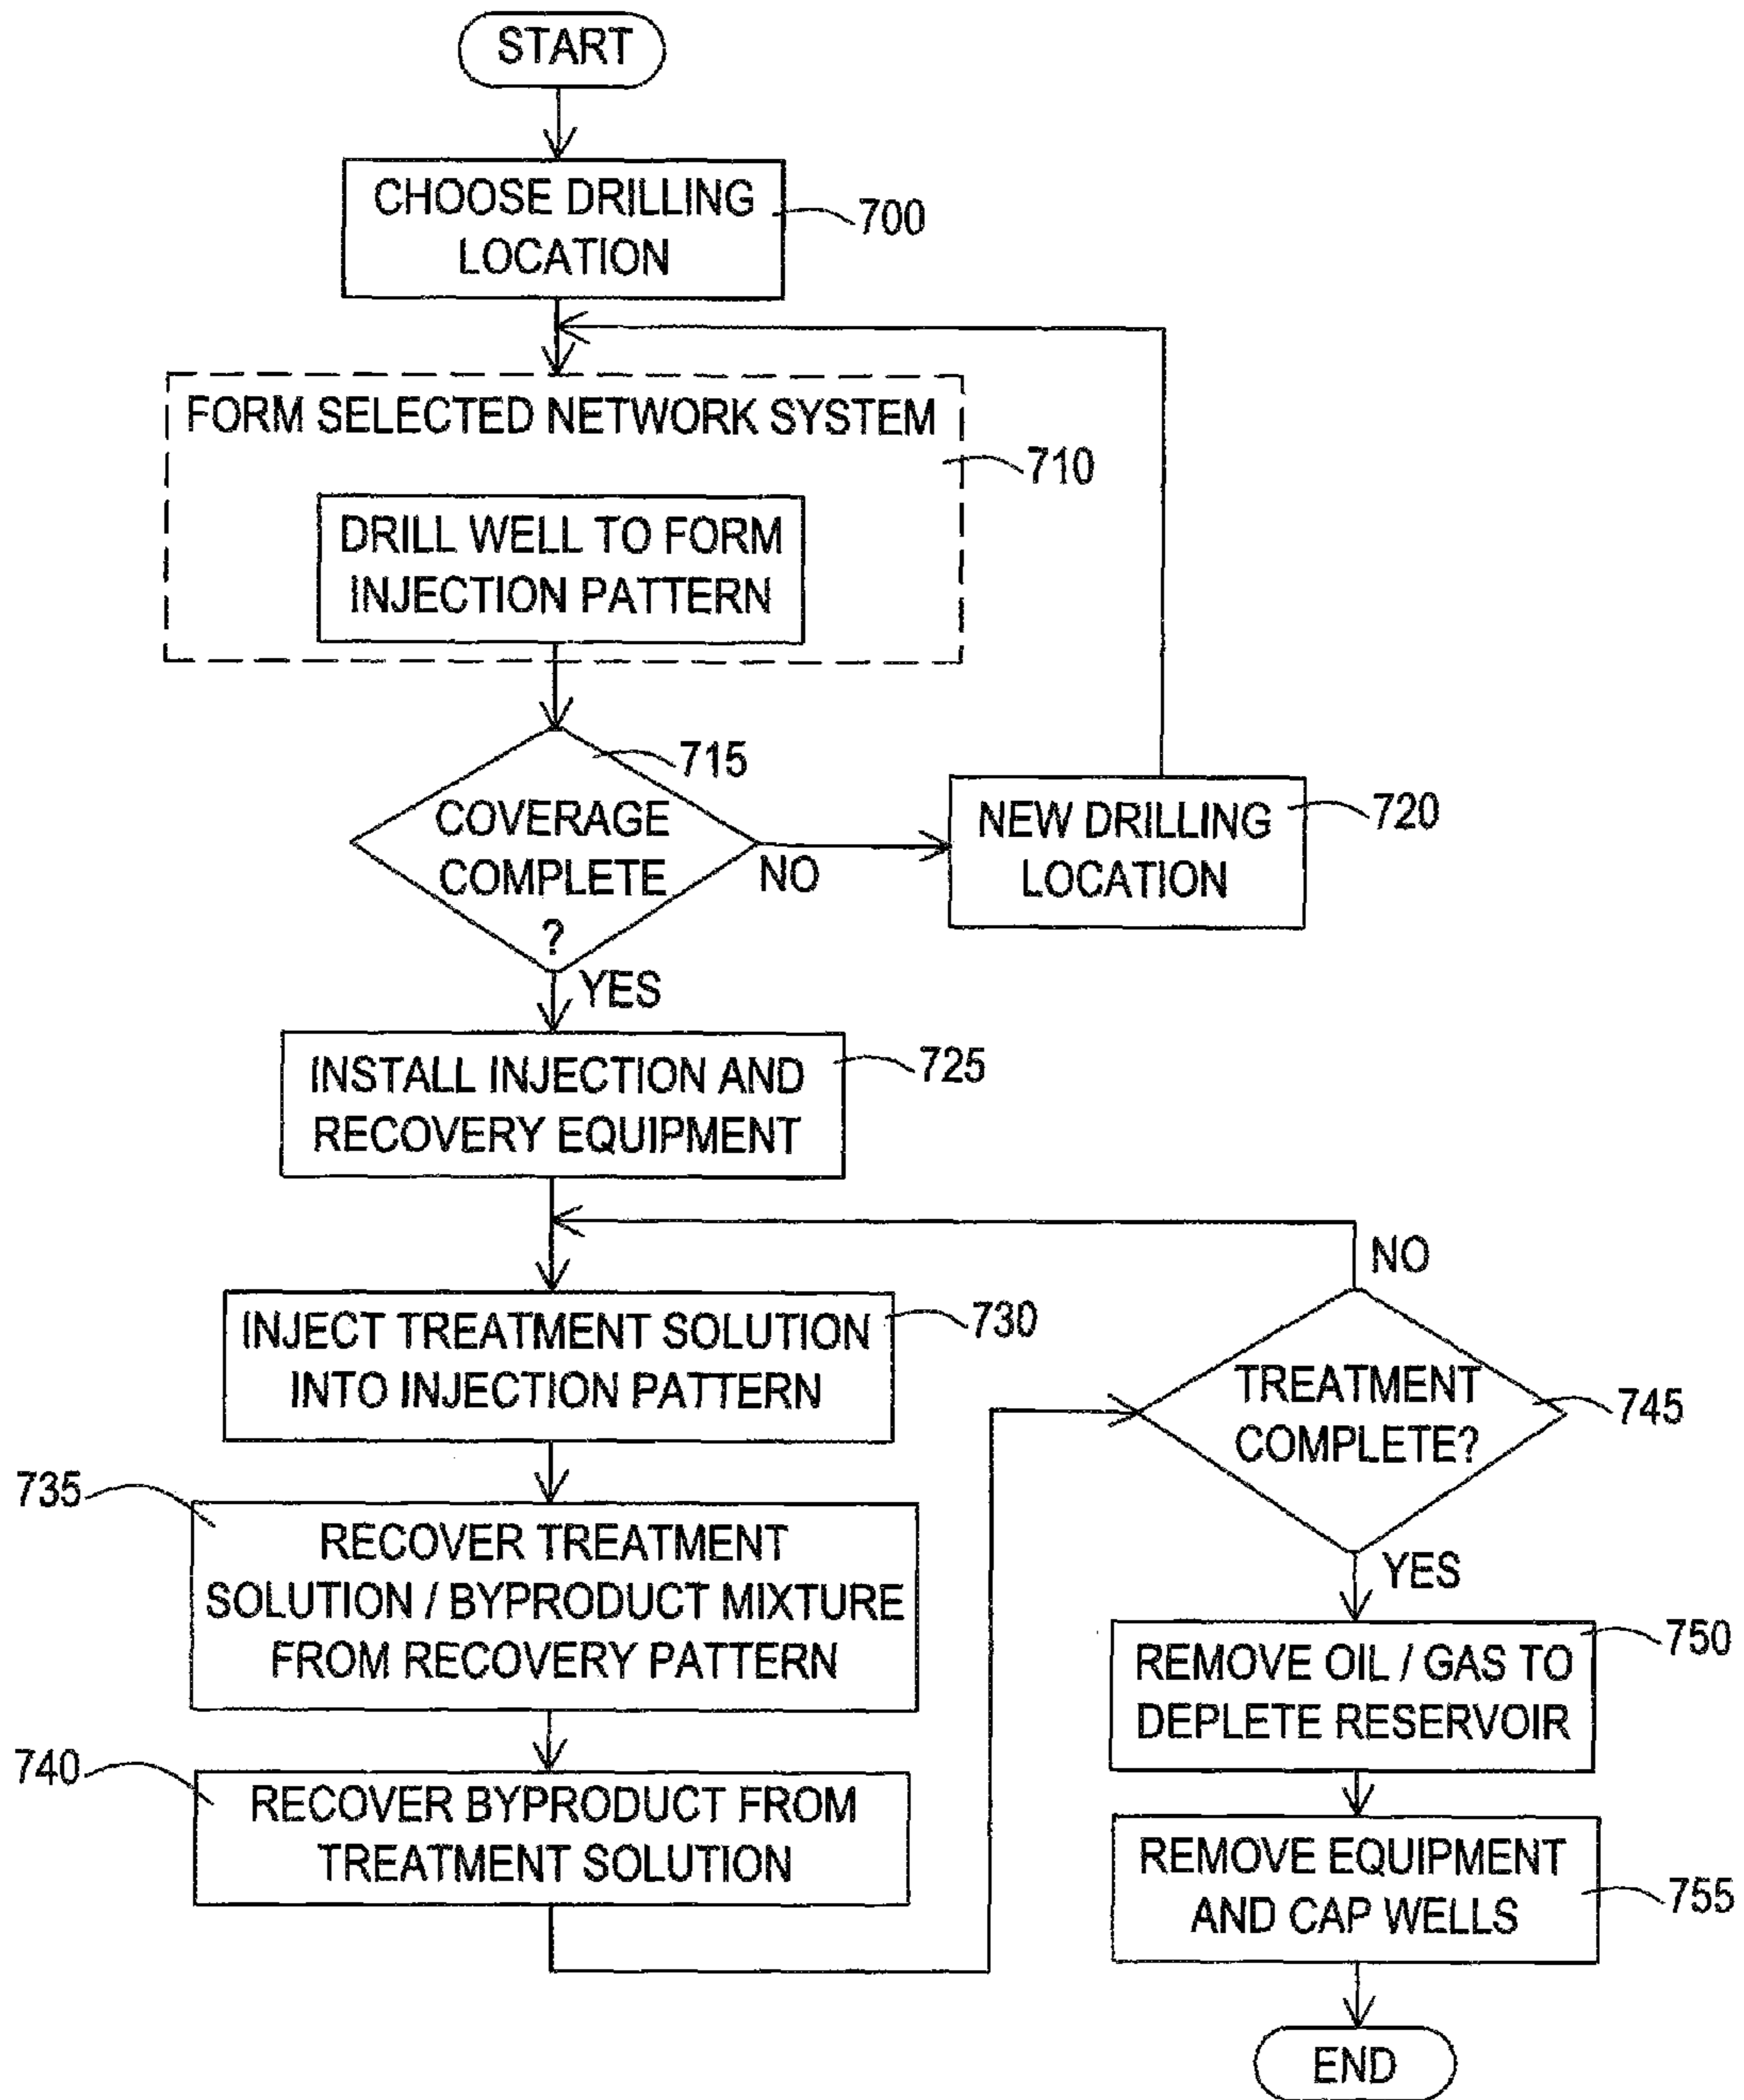 START
CHOOSE DRILLING
LOCATION
700
FORM SELECTED NETWORK SYSTEM
710
DRILL WELL TO FORM
INJECTION PATTERN
715
COVERAGE
COMPLETE
?
NO
NEW DRILLING
LOCATION
720
YES
INSTALL INJECTION AND
RECOVERY EQUIPMENT
725
INJECT TREATMENT SOLUTION
INTO INJECTION PATTERN
730
735
RECOVER TREATMENT
SOLUTION / BYPRODUCT MIXTURE
FROM RECOVERY PATTERN
740
RECOVER BYPRODUCT FROM
TREATMENT SOLUTION
NO
TREATMENT
COMPLETE?
745
YES
REMOVE OIL / GAS TO
DEPLETE RESERVOIR
750
REMOVE EQUIPMENT
AND CAP WELLS
755
END